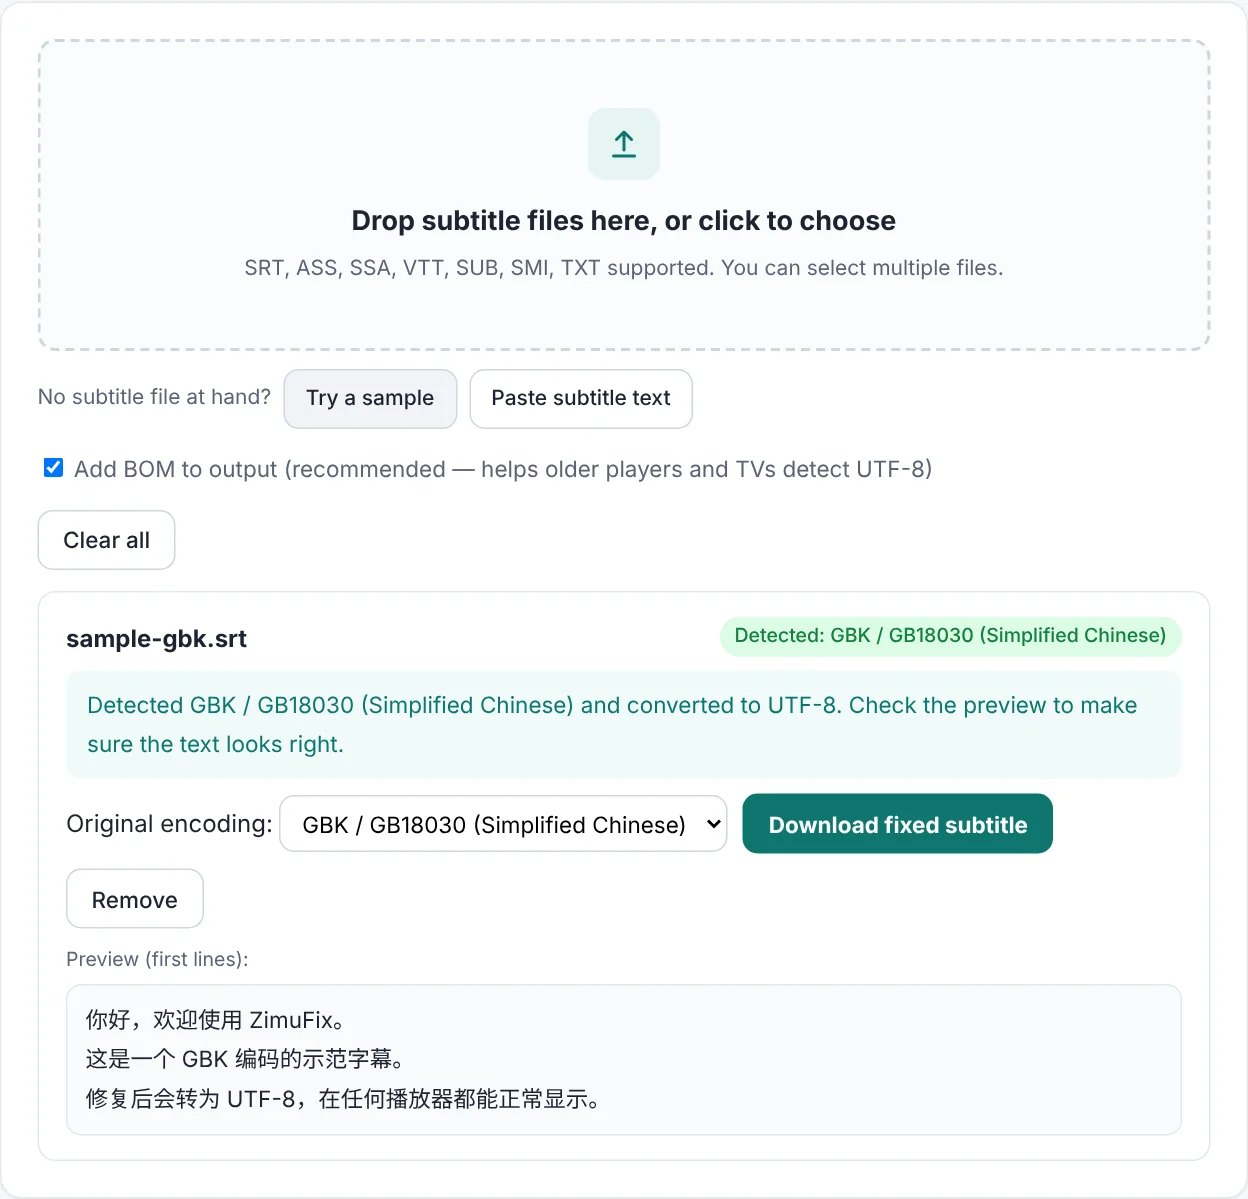 Drop subtitle files here, or click to choose
SRT, ASS, SSA, VTT, SUB, SMI, TXT supported. You can select multiple files.
No subtitle file at hand? Try a sample Paste subtitle text
Add BOM to output (recommended — helps older players and TVs detect UTF-8)
Clear all
sample-gbk.srt Detected: GBK / GB18030 (Simplified Chinese)
Detected GBK / GB18030 (Simplified Chinese) and converted to UTF-8. Check the preview to make
sure the text looks right.
Original encoding: GBK / GB18030 (Simplified Chinese) Download fixed subtitle
Remove
Preview (first lines):
你好，欢迎使用 ZimuFix。
这是一个 GBK 编码的示范字幕。
修复后会转为 UTF-8，在任何播放器都能正常显示。